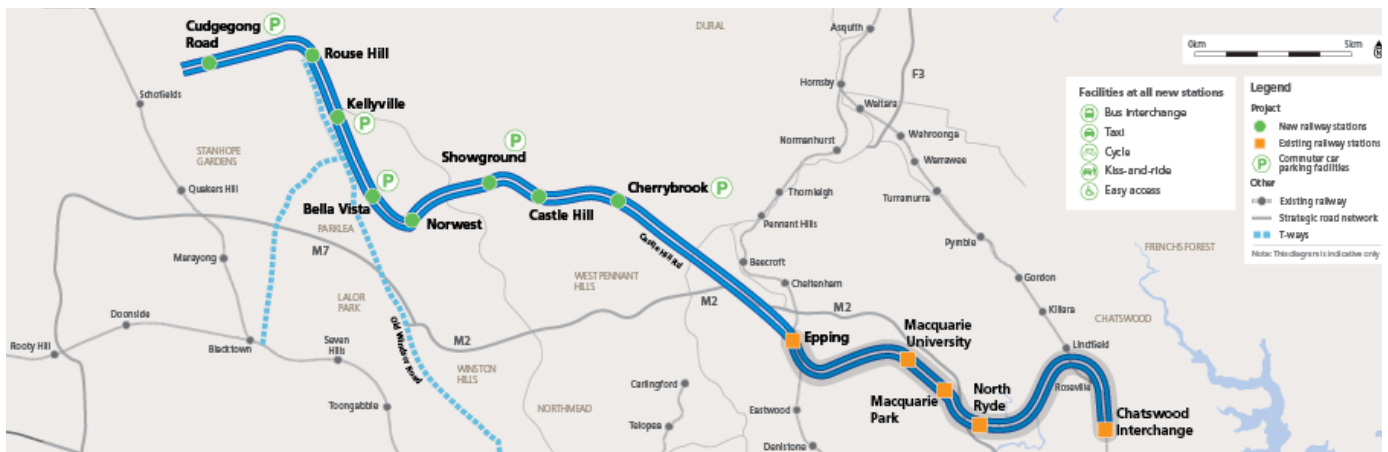 Cudgegong
Road
P
Rouse Hill
Kellyville
P
Schofields
STANHOPE
GARDENS
Quakers Hill
P
Bella Vista
PARKLEA
Norwest
Showground
P
Castle Hill
Cherrybrook
P
Castle Hill Rd
DURAL
Asquith
F3
Hornsby
Waitara
Normanhurst
Wahroonga
Warrawee
Thornleigh
Turramurra
Pennant Hills
Pymble
Beecroft
Cheltenham
Gordon
Killara
FRENCHS FOREST
CHATSWOOD
Lindfield
Roseville
WEST PENNANT
HILLS
M2
M2
M7
Marayong
LALOR
PARK
Doonside
Rooty Hill
Blacktown
Seven
Hills
Old Windsor Road
M2
WINSTON
HILLS
Toongabbie
NORTHMEAD
Carlingford
Telopea
Eastwood
Denistone
Epping
Macquarie
University
Macquarie
Park
North
Ryde
Chatswood
Interchange
0km
5km
N
Facilities at all new stations
Bus interchange
Taxi
Cycle
Kiss-and-ride
Easy access
Legend
Project
New railway stations
Existing railway stations
P
Commuter car
parking facilities
Other
Existing railway
Strategic road network
T-ways
Note: This diagram is indicative only